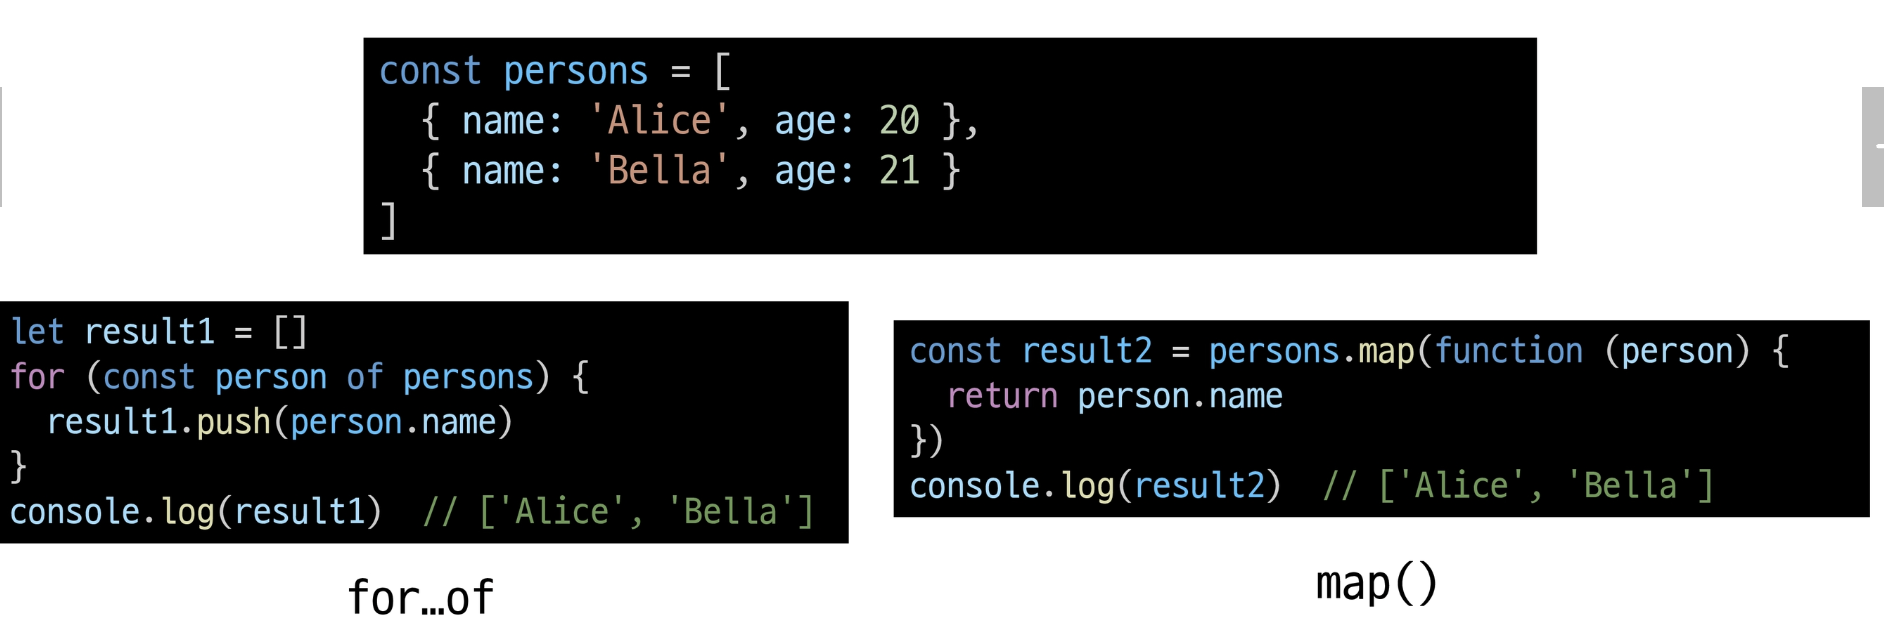 const persons = [
  { name: 'Alice', age: 20 },
  { name: 'Bella', age: 21 }
]
let result1 = []
for (const person of persons) {
  result1.push(person.name)
}
console.log(result1)  // ['Alice', 'Bella']
for…of
const result2 = persons.map(function (person) {
  return person.name
})
console.log(result2)  // ['Alice', 'Bella']
map()